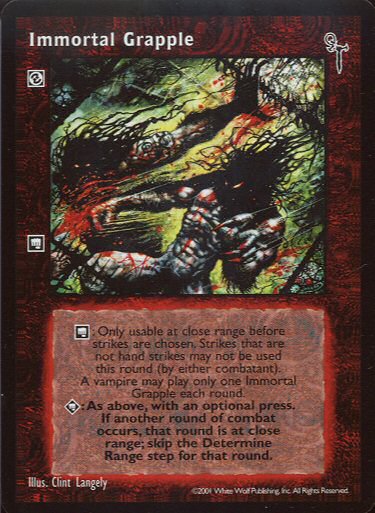 Immortal Grapple
: Only usable at close range before
strikes are chosen. Strikes that are
not hand strikes may not be used
this round (by either combatant).
A vampire may play only one Immortal
Grapple each round.
: As above, with an optional press.
If another round of combat
occurs, that round is at close
range; skip the Determine
Range step for that round.
Illus. Clint Langely
©2001 White Wolf Publishing, Inc. All Rights Reserved.